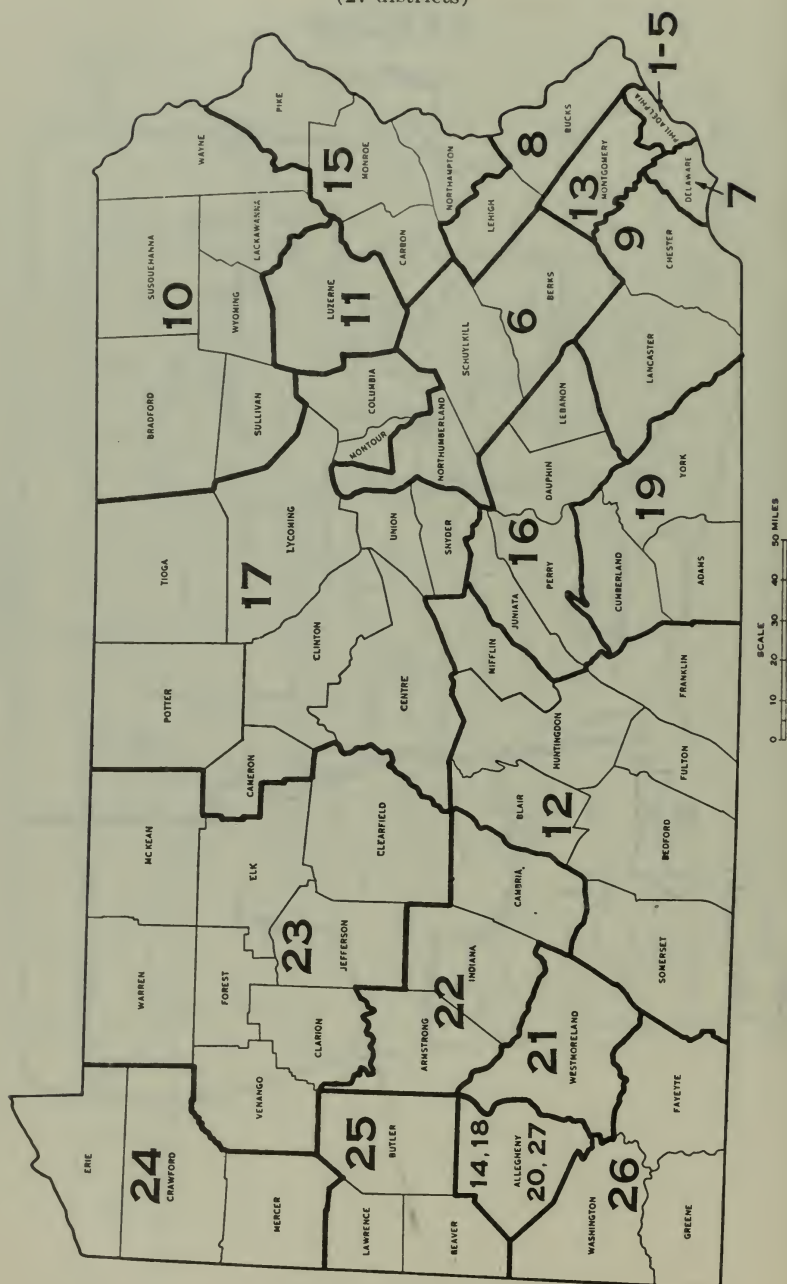 (27 districts)
ERIE
24
CRAWFORD
MERCER
WARREN
MC KEAN
FOREST
VENANGO
ELK
CAMERON
23
CLARION
JEFFERSON
CLEARFIELD
POTTER
TIOGA
17
LYCOMING
CLINTON
CENTRE
UNION
SNYDER
BRADFORD
SUSQUEHANNA
WAYNE
10
WYOMING
LACKAWANNA
SULLIVAN
PIKE
15
MONROE
CARBON
NORTHAMPTON
LUZERNE
11
COLUMBIA
MONTOUR
NORTHUMBERLAND
SCHUYLKILL
6
BERKS
LEHIGH
8
BUCKS
13
MONTGOMERY
PHILADELPHIA
1-5
DELAWARE
7
9
CHESTER
LANCASTER
LEBANON
DAUPHIN
16
PERRY
JUNIATA
MIFFLIN
CUMBERLAND
19
YORK
ADAMS
FRANKLIN
FULTON
HUNTINGDON
BLAIR
12
BEDFORD
SOMERSET
CAMBRIA
INDIANA
22
ARMSTRONG
25
BUTLER
LAWRENCE
BEAVER
14, 18
ALLEGHENY
20, 27
21
WESTMORELAND
WASHINGTON
26
GREENE
FAYETTE
SCALE
0 10 20 30 40 50 MILES